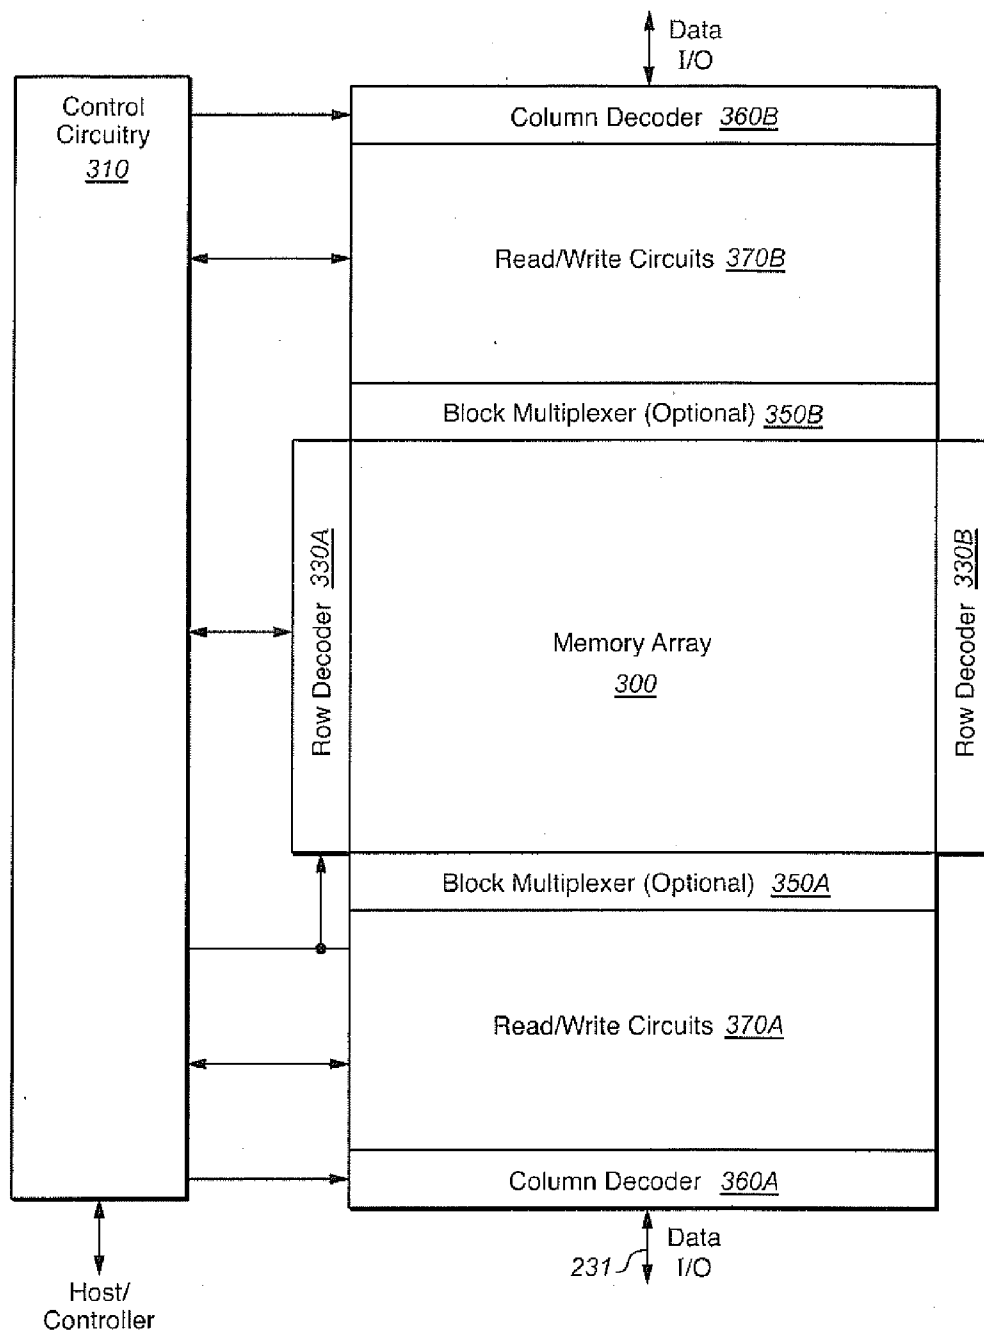 Data
I/O
Control
Circuitry
310
Column Decoder 360B
Read/Write Circuits 370B
Block Multiplexer (Optional) 350B
Row Decoder 330A
Memory Array
300
Row Decoder 330B
Block Multiplexer (Optional) 350A
Read/Write Circuits 370A
Column Decoder 360A
231
Data
I/O
Host/
Controller